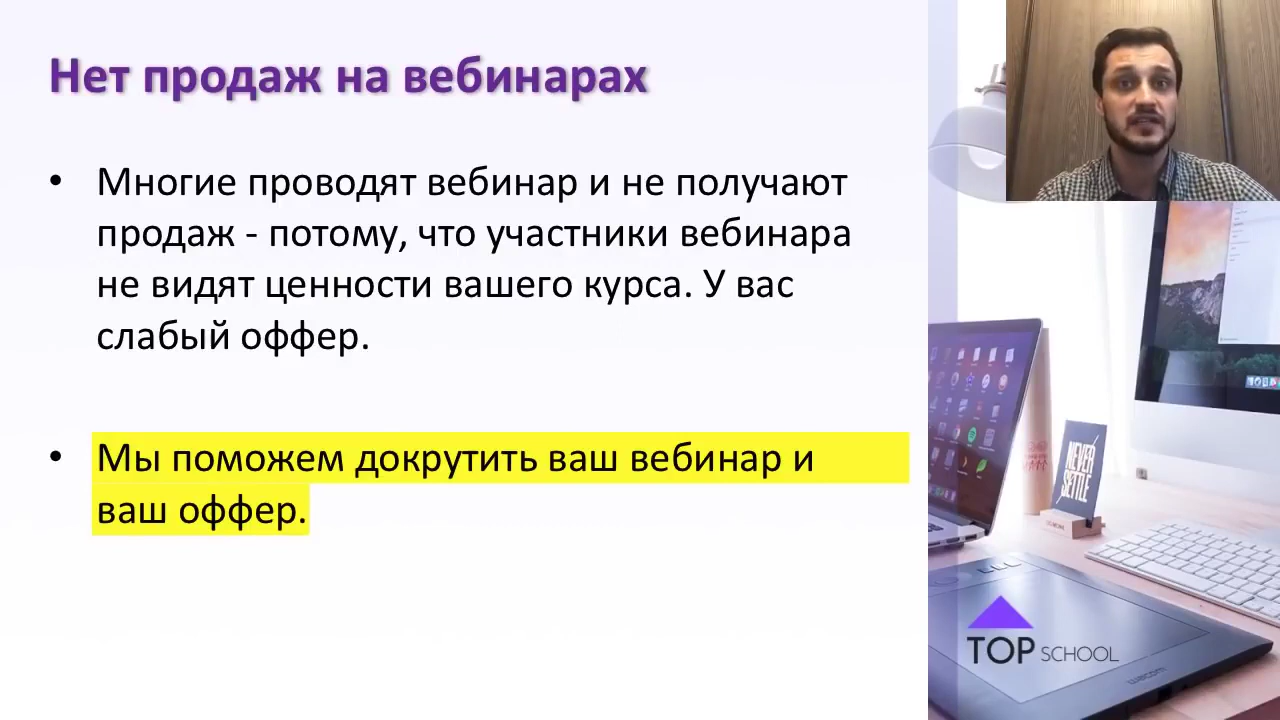 Нет продаж на вебинарах
• Многие проводят вебинар и не получают
продаж - потому, что участники вебинара
не видят ценности вашего курса. У вас
слабый оффер.
• Мы поможем докрутить ваш вебинар и
ваш оффер.
NEVER
SETTLE
TOP SCHOOL
wacom